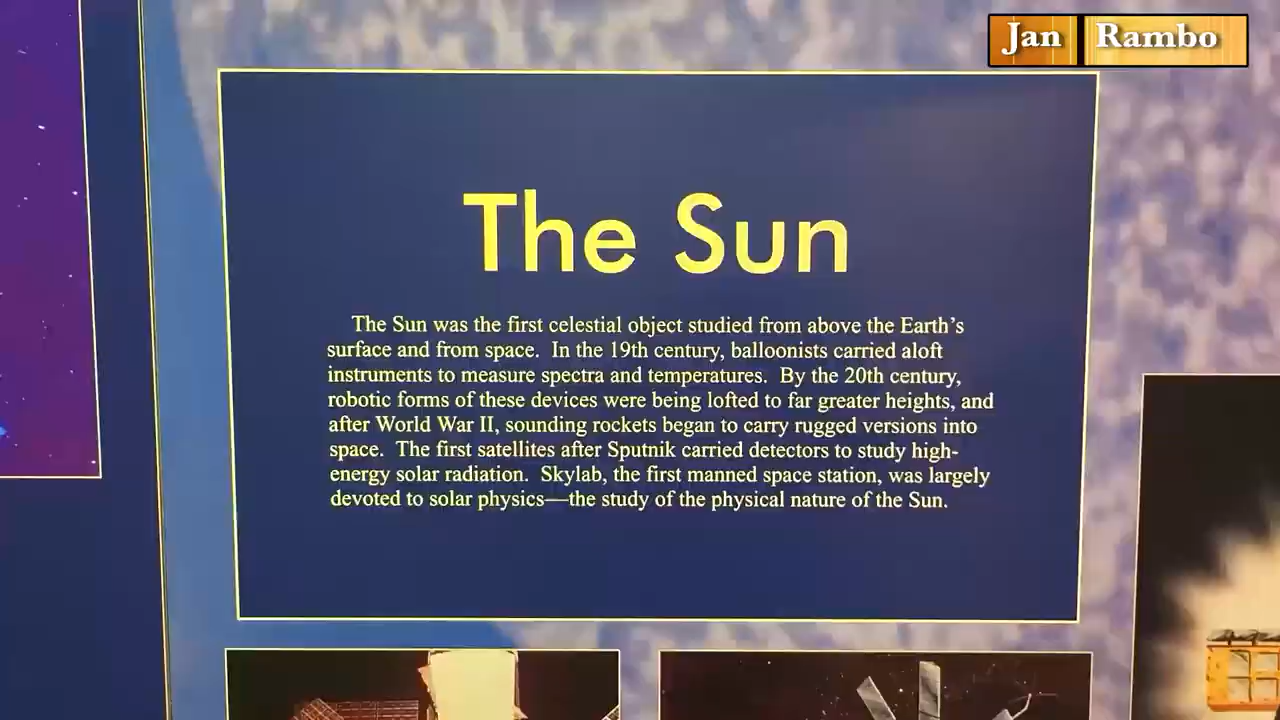 Jan Rambo
The Sun
The Sun was the first celestial object studied from above the Earth's
surface and from space. In the 19th century, balloonists carried aloft
instruments to measure spectra and temperatures. By the 20th century,
robotic forms of these devices were being lofted to far greater heights, and
after World War II, sounding rockets began to carry rugged versions into
space. The first satellites after Sputnik carried detectors to study high-
energy solar radiation. Skylab, the first manned space station, was largely
devoted to solar physics—the study of the physical nature of the Sun.